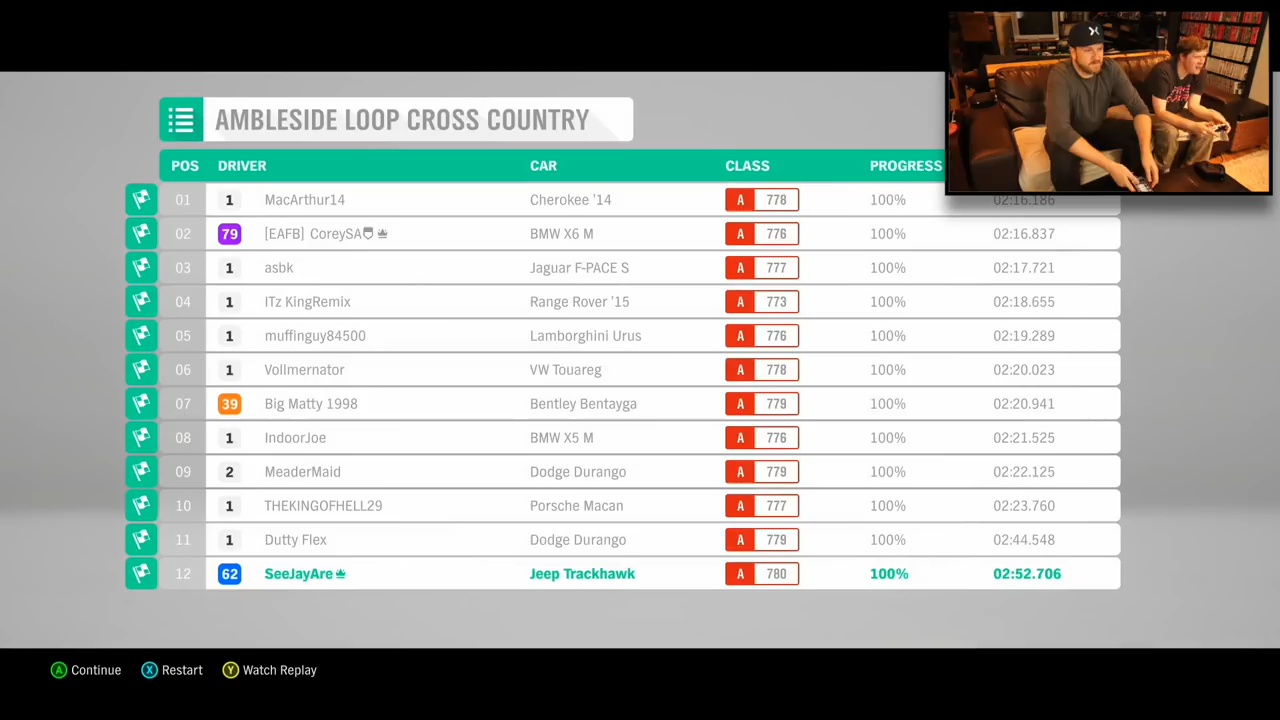 AMBLESIDE LOOP CROSS COUNTRY
POS DRIVER CAR CLASS PROGRESS
01 1 MacArthur14 Cherokee '14 A 778 100% 02:16.186
02 79 [EAFB] CoreySA BMW X6 M A 776 100% 02:16.837
03 1 asbk Jaguar F-PACE S A 777 100% 02:17.721
04 1 ITz KingRemix Range Rover '15 A 773 100% 02:18.655
05 1 muffinguy84500 Lamborghini Urus A 776 100% 02:19.289
06 1 Vollmernator VW Touareg A 778 100% 02:20.023
07 39 Big Matty 1998 Bentley Bentayga A 779 100% 02:20.941
08 1 IndoorJoe BMW X5 M A 776 100% 02:21.525
09 2 MeaderMaid Dodge Durango A 779 100% 02:22.125
10 1 THEKINGOFHELL29 Porsche Macan A 777 100% 02:23.760
11 1 Dutty Flex Dodge Durango A 779 100% 02:44.548
12 62 SeeJayAre Jeep Trackhawk A 780 100% 02:52.706
A Continue X Restart Y Watch Replay